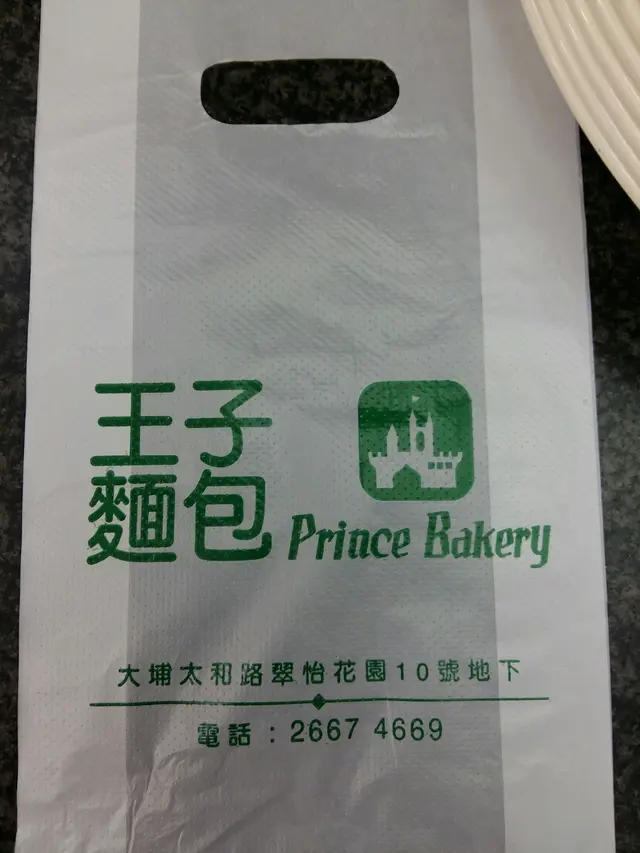 王子
麵包
Prince Bakery
大埔太和路翠怡花園10號地下
電話：2667 4669